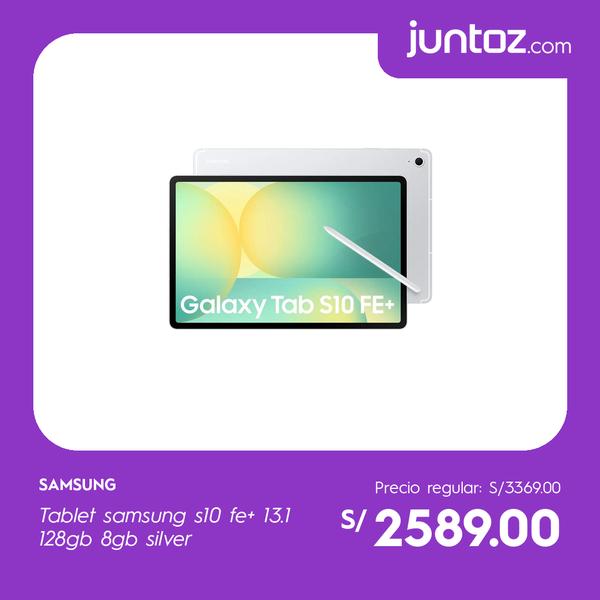 juntoz.com
Galaxy Tab S10 FE+
SAMSUNG
Tablet samsung s10 fe+ 13.1
128gb 8gb silver
Precio regular: S/3369.00
S/ 2589.00